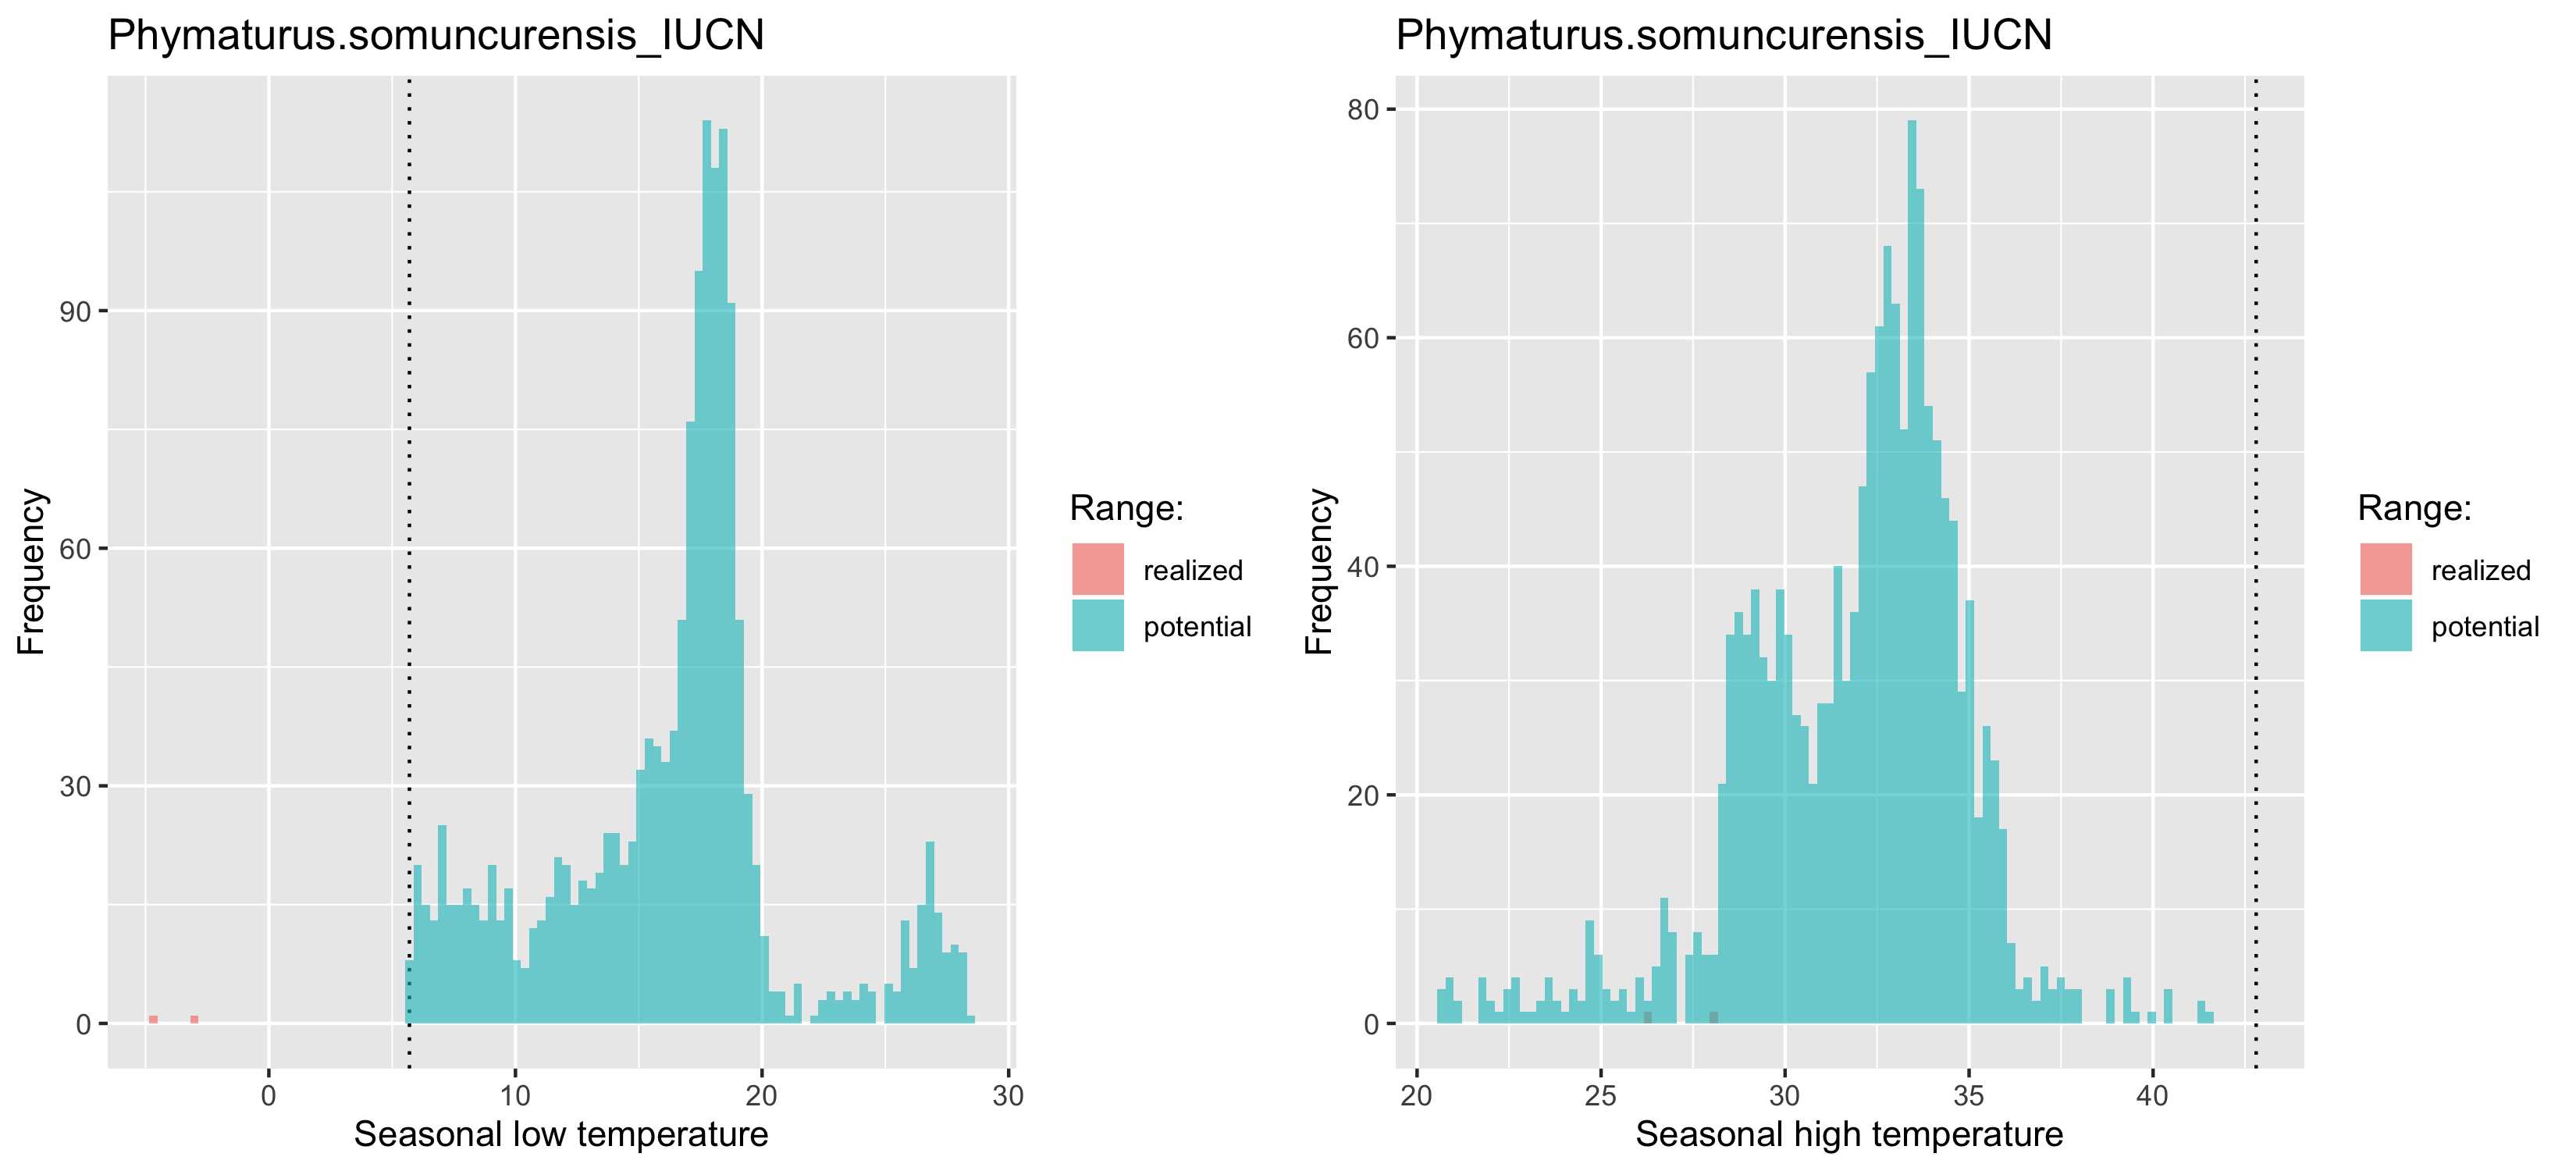 Phymaturus.somuncurensis_IUCN
90
60
30
0
0 10 20 30
Frequency
Seasonal low temperature
Range:
realized
potential
Phymaturus.somuncurensis_IUCN
80
60
40
20
0
20 25 30 35 40
Frequency
Seasonal high temperature
Range:
realized
potential